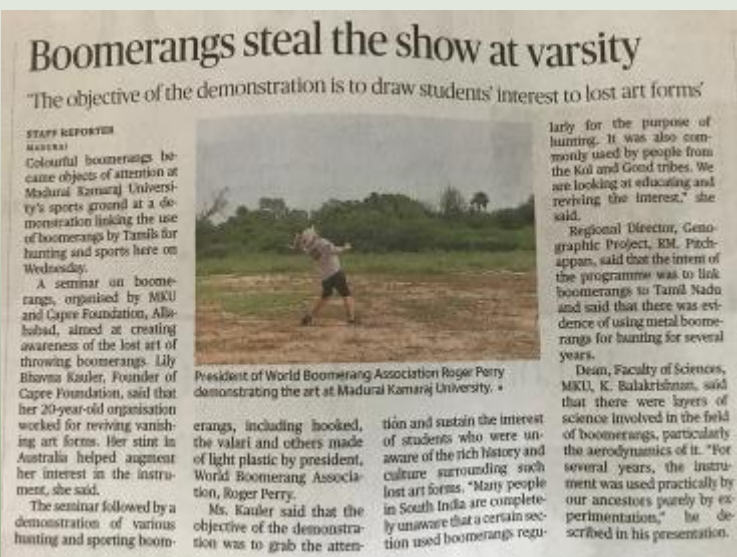 Boomerangs steal the show at varsity
'The objective of the demonstration is to draw students' interest to lost art forms'
STAFF REPORTER
MADURAI
Colourful boomerangs be-
came objects of attention at
Madurai Kamaraj Universi-
ty's sports ground at a de-
monstration linking the use
of boomerangs by Tamils for
hunting and sports here on
Wednesday.
A seminar on boome-
rangs, organised by MKU
and Capre Foundation, Alla-
habad, aimed at creating
awareness of the lost art of
throwing boomerangs. Lily
Bhavna Kauler, Founder of
Capre Foundation, said that
her 20-year-old organisation
worked for reviving vanish-
ing art forms. Her stint in
Australia helped augment
her interest in the instru-
ment, she said.
The seminar followed by a
demonstration of various
hunting and sporting boom-
President of World Boomerang Association Roger Perry
demonstrating the art at Madurai Kamaraj University.
erangs, including hooked,
the valari and others made
of light plastic by president,
World Boomerang Associa-
tion, Roger Perry.
Ms. Kauler said that the
objective of the demonstra-
tion was to grab the atten-
tion and sustain the interest
of students who were un-
aware of the rich history and
culture surrounding such
lost art forms. "Many people
in South India are complete-
ly unaware that a certain sec-
tion used boomerangs regu-
larly for the purpose of
hunting. It was also com-
monly used by people from
the Kol and Gond tribes. We
are looking at educating and
reviving the interest," she
said.
Regional Director, Geno-
graphic Project, RM. Pitch-
appan, said that the intent of
the programme was to link
boomerangs to Tamil Nadu
and said that there was evi-
dence of using metal boome-
rangs for hunting for several
years.
Dean, Faculty of Sciences,
MKU, K. Balakrishnan, said
that there were layers of
science involved in the field
of boomerangs, particularly
the aerodynamics of it. "For
several years, the instru-
ment was used practically by
our ancestors purely by ex-
perimentation," he de-
scribed in his presentation.